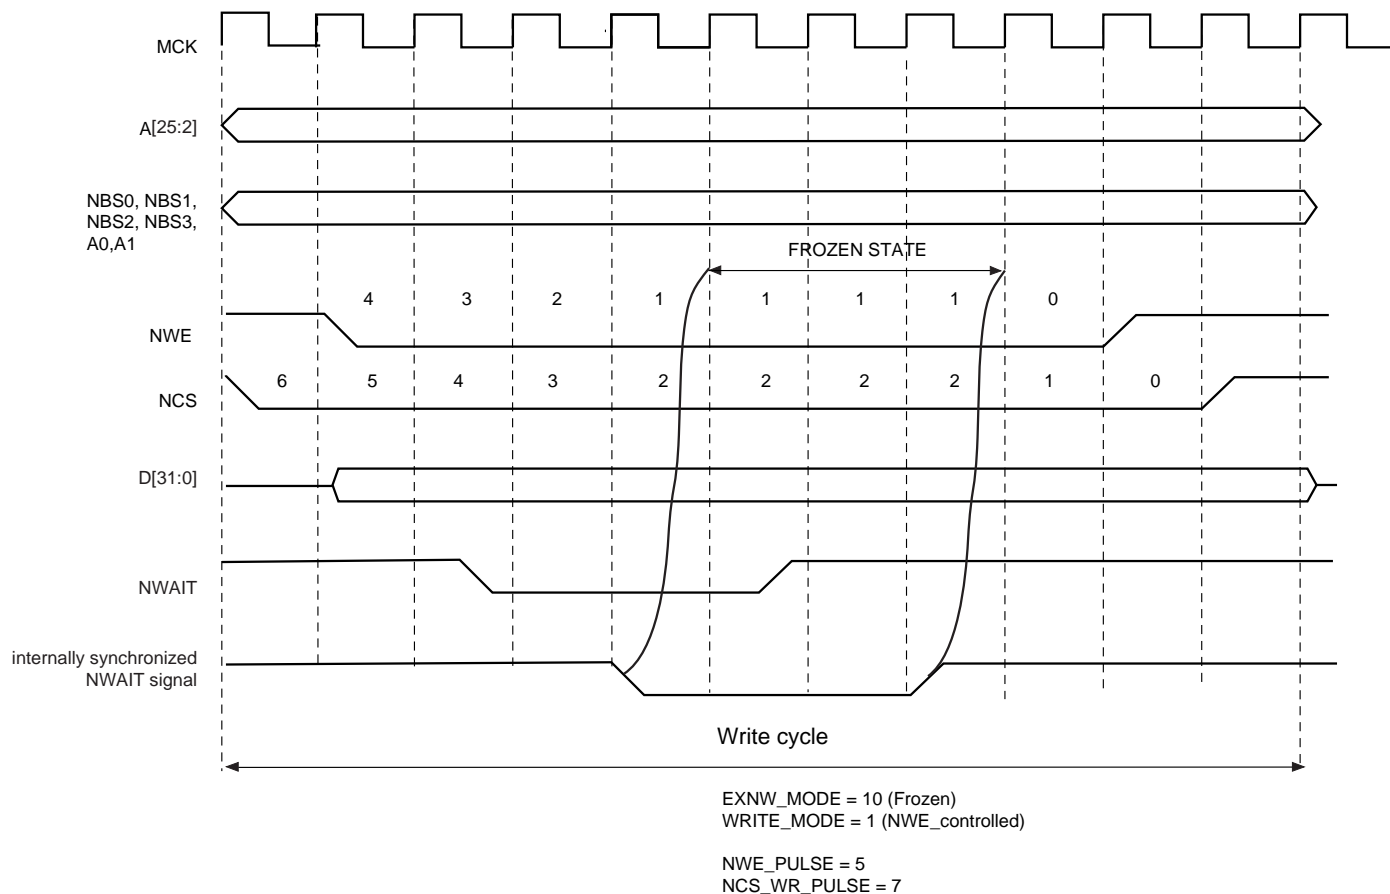 MCK
A[25:2]
NBS0, NBS1,
NBS2, NBS3,
A0,A1
FROZEN STATE
4 3 2 1 1 1 1 0
NWE
6 5 4 3 2 2 2 2 1 0
NCS
D[31:0]
NWAIT
internally synchronized
NWAIT signal
Write cycle
EXNW_MODE = 10 (Frozen)
WRITE_MODE = 1 (NWE_controlled)
NWE_PULSE = 5
NCS_WR_PULSE = 7